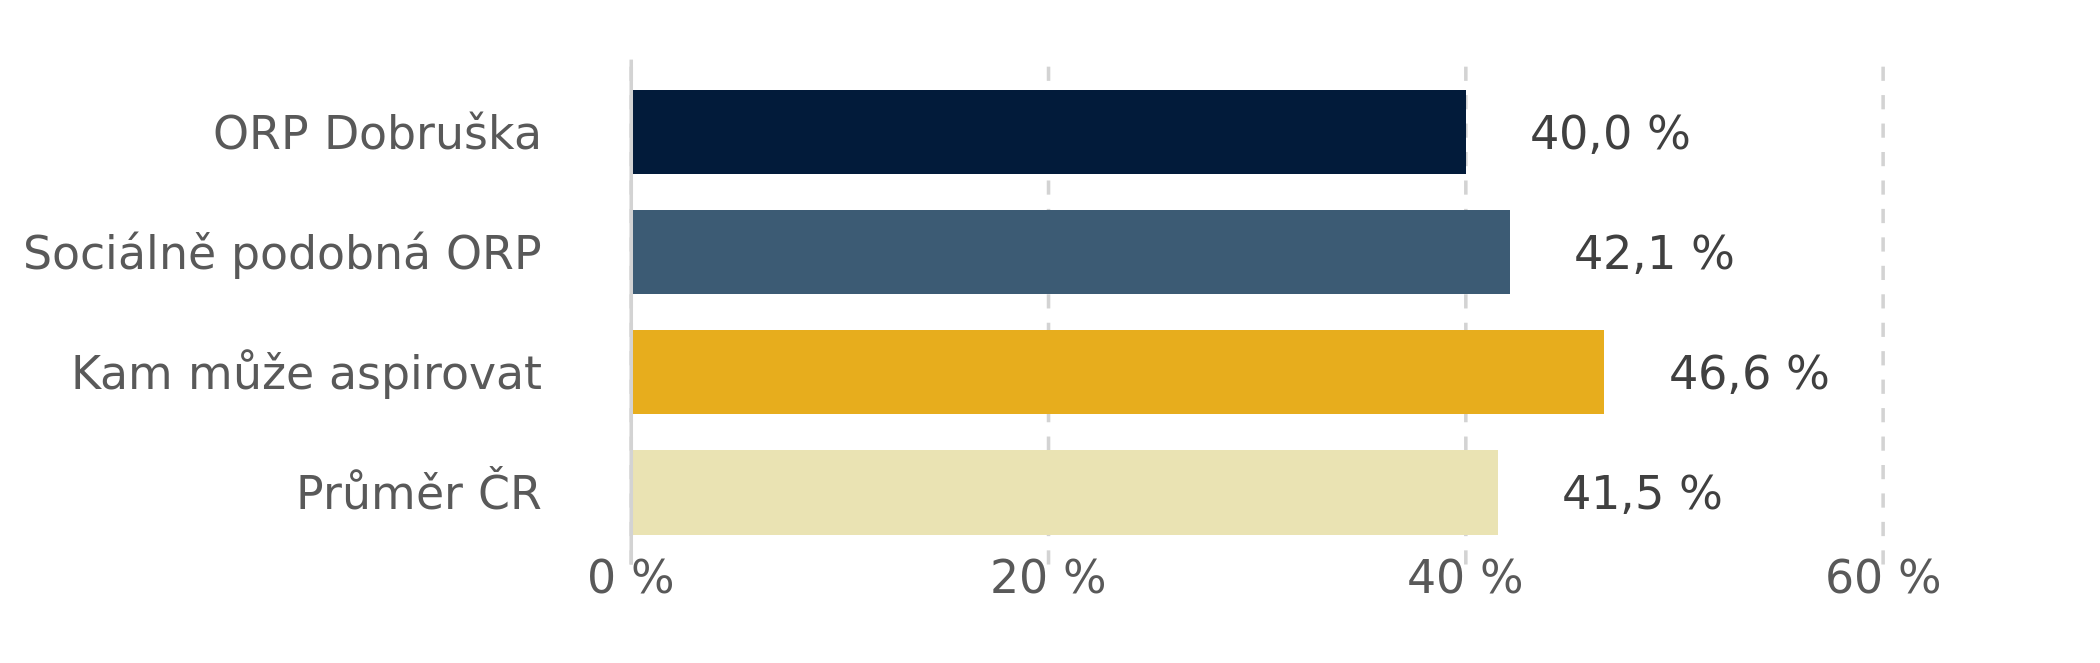 ORP Dobruška 40,0 %
Sociálně podobná ORP 42,1 %
Kam může aspirovat 46,6 %
Průměr ČR 41,5 %
0 % 20 % 40 % 60 %